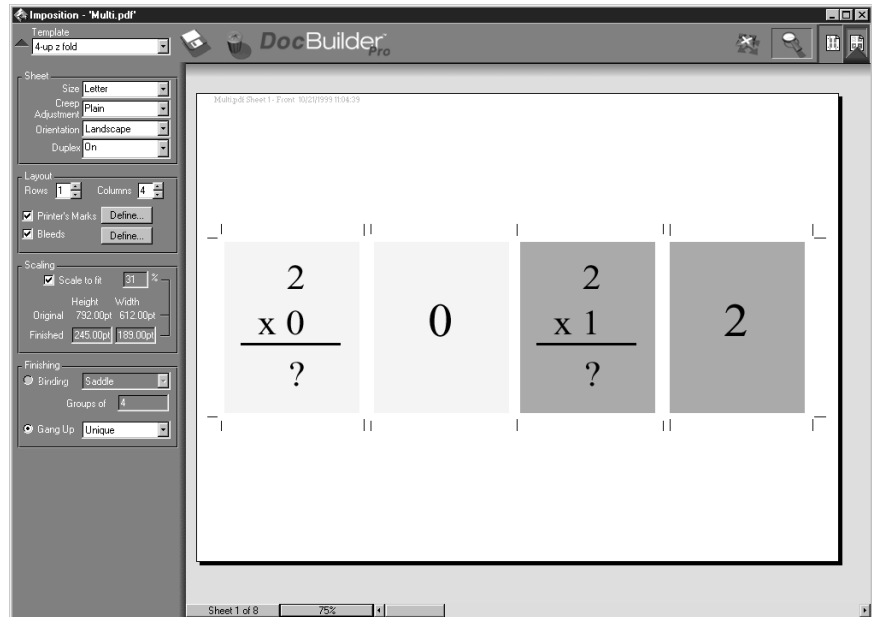 Imposition - 'Multi.pdf'
Template
4-up z fold
DocBuilder Pro™
Sheet
Size Letter
Creep Adjustment Plain
Orientation Landscape
Duplex On
Layout
Rows 1 Columns 4
Printer's Marks Define...
Bleeds Define...
Scaling
Scale to fit 31 %
Height Width
Original 792.00pt 612.00pt
Finished 245.00pt 189.00pt
Finishing
Binding Saddle
Groups of 4
Gang Up Unique
Multi.pdf Sheet 1 - Front 10/21/1999 11:04:39
2
x 0
?
0
2
x 1
?
2
Sheet 1 of 8 75%